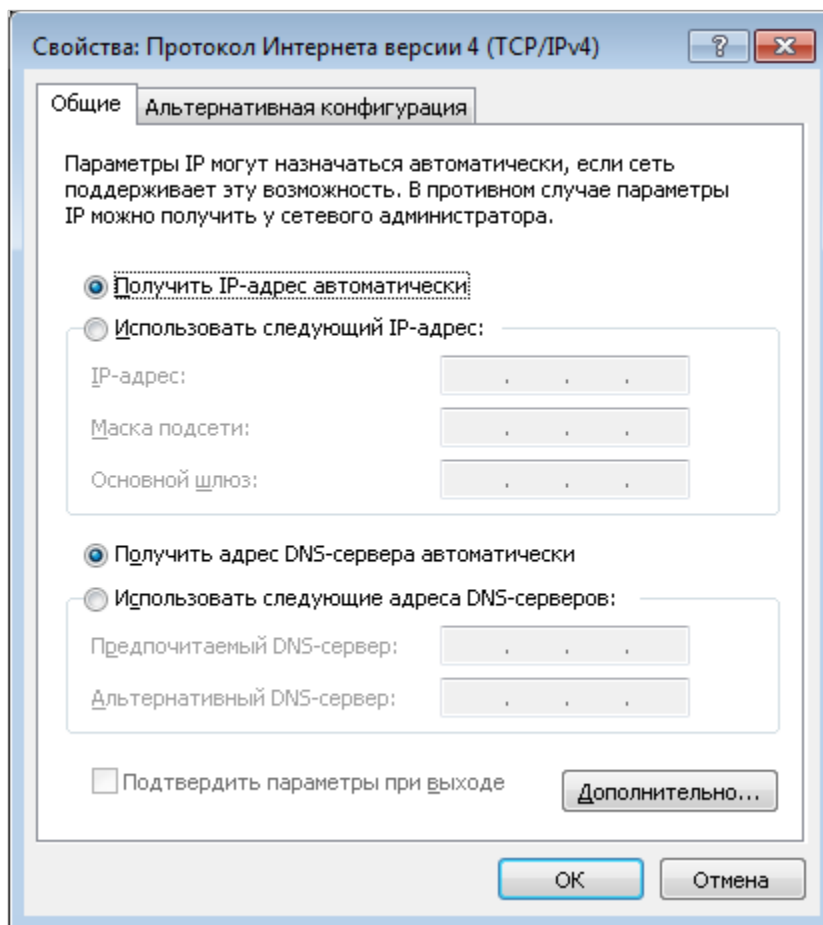 Свойства: Протокол Интернета версии 4 (TCP/IPv4)
Общие
Альтернативная конфигурация
Параметры IP могут назначаться автоматически, если сеть
поддерживает эту возможность. В противном случае параметры
IP можно получить у сетевого администратора.
Получить IP-адрес автоматически
Использовать следующий IP-адрес:
IP-адрес:
Маска подсети:
Основной шлюз:
Получить адрес DNS-сервера автоматически
Использовать следующие адреса DNS-серверов:
Предпочитаемый DNS-сервер:
Альтернативный DNS-сервер:
Подтвердить параметры при выходе
Дополнительно...
ОК
Отмена